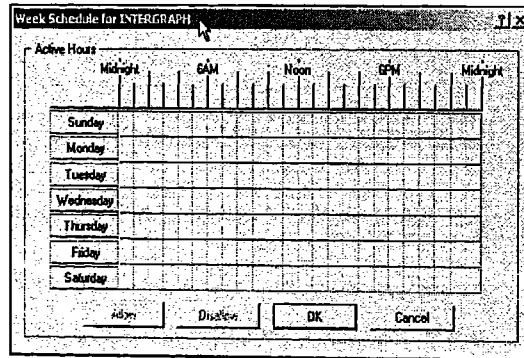 Week Schedule for INTERGRAPH
Active Hours
Midnight 6AM Noon 6PM Midnight
Sunday
Monday
Tuesday
Wednesday
Thursday
Friday
Saturday
Allow Disallow OK Cancel